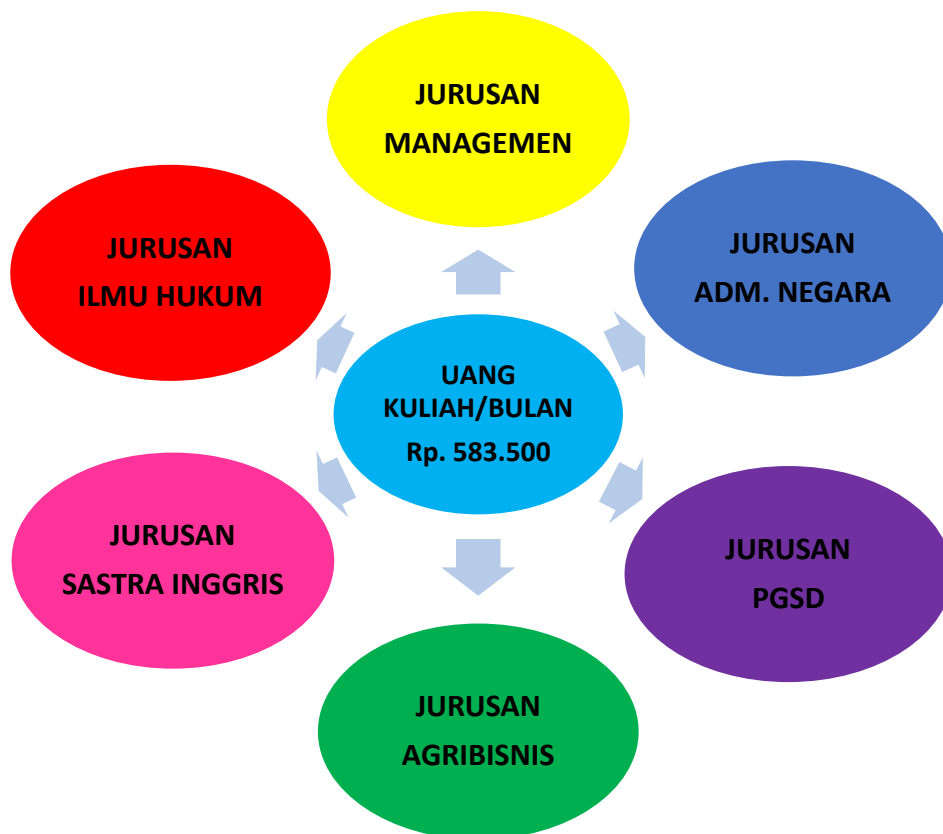 JURUSAN
MANAGEMEN
JURUSAN
ILMU HUKUM
JURUSAN
ADM. NEGARA
UANG
KULIAH/BULAN
Rp. 583.500
JURUSAN
SASTRA INGGRIS
JURUSAN
PGSD
JURUSAN
AGRIBISNIS